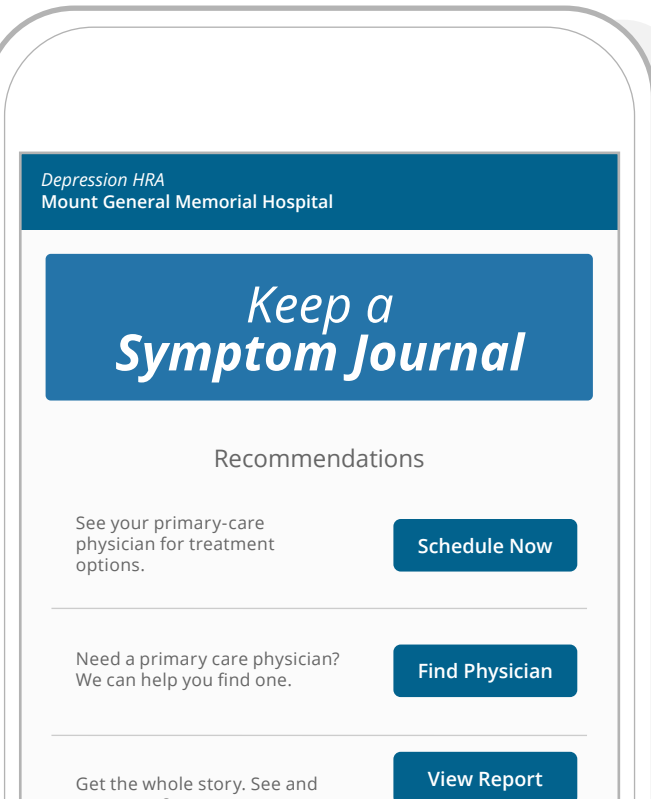 Depression HRA
Mount General Memorial Hospital
Keep a
Symptom Journal
Recommendations
See your primary-care
physician for treatment
options.
Schedule Now
Need a primary care physician?
We can help you find one.
Find Physician
Get the whole story. See and
View Report